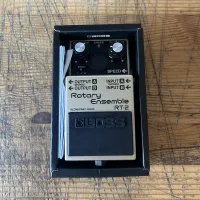 SPEED
OUTPUT A
OUTPUT B
INPUT A
INPUT B
Rotary
Ensemble
RT-2
BOSS